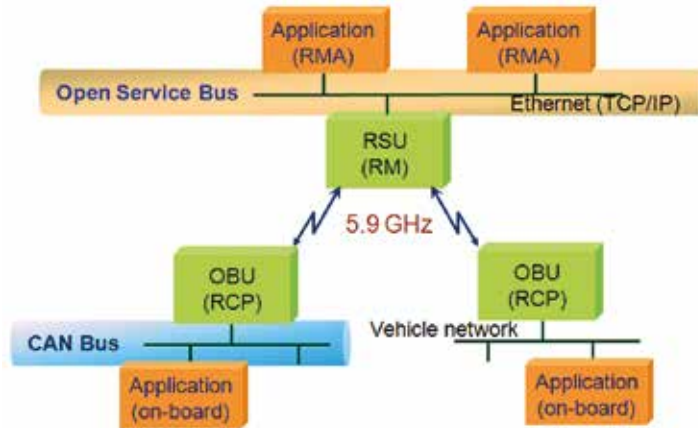 Application
(RMA)
Application
(RMA)
Open Service Bus
Ethernet (TCP/IP)
RSU
(RM)
5.9 GHz
OBU
(RCP)
OBU
(RCP)
Vehicle network
CAN Bus
Application
(on-board)
Application
(on-board)